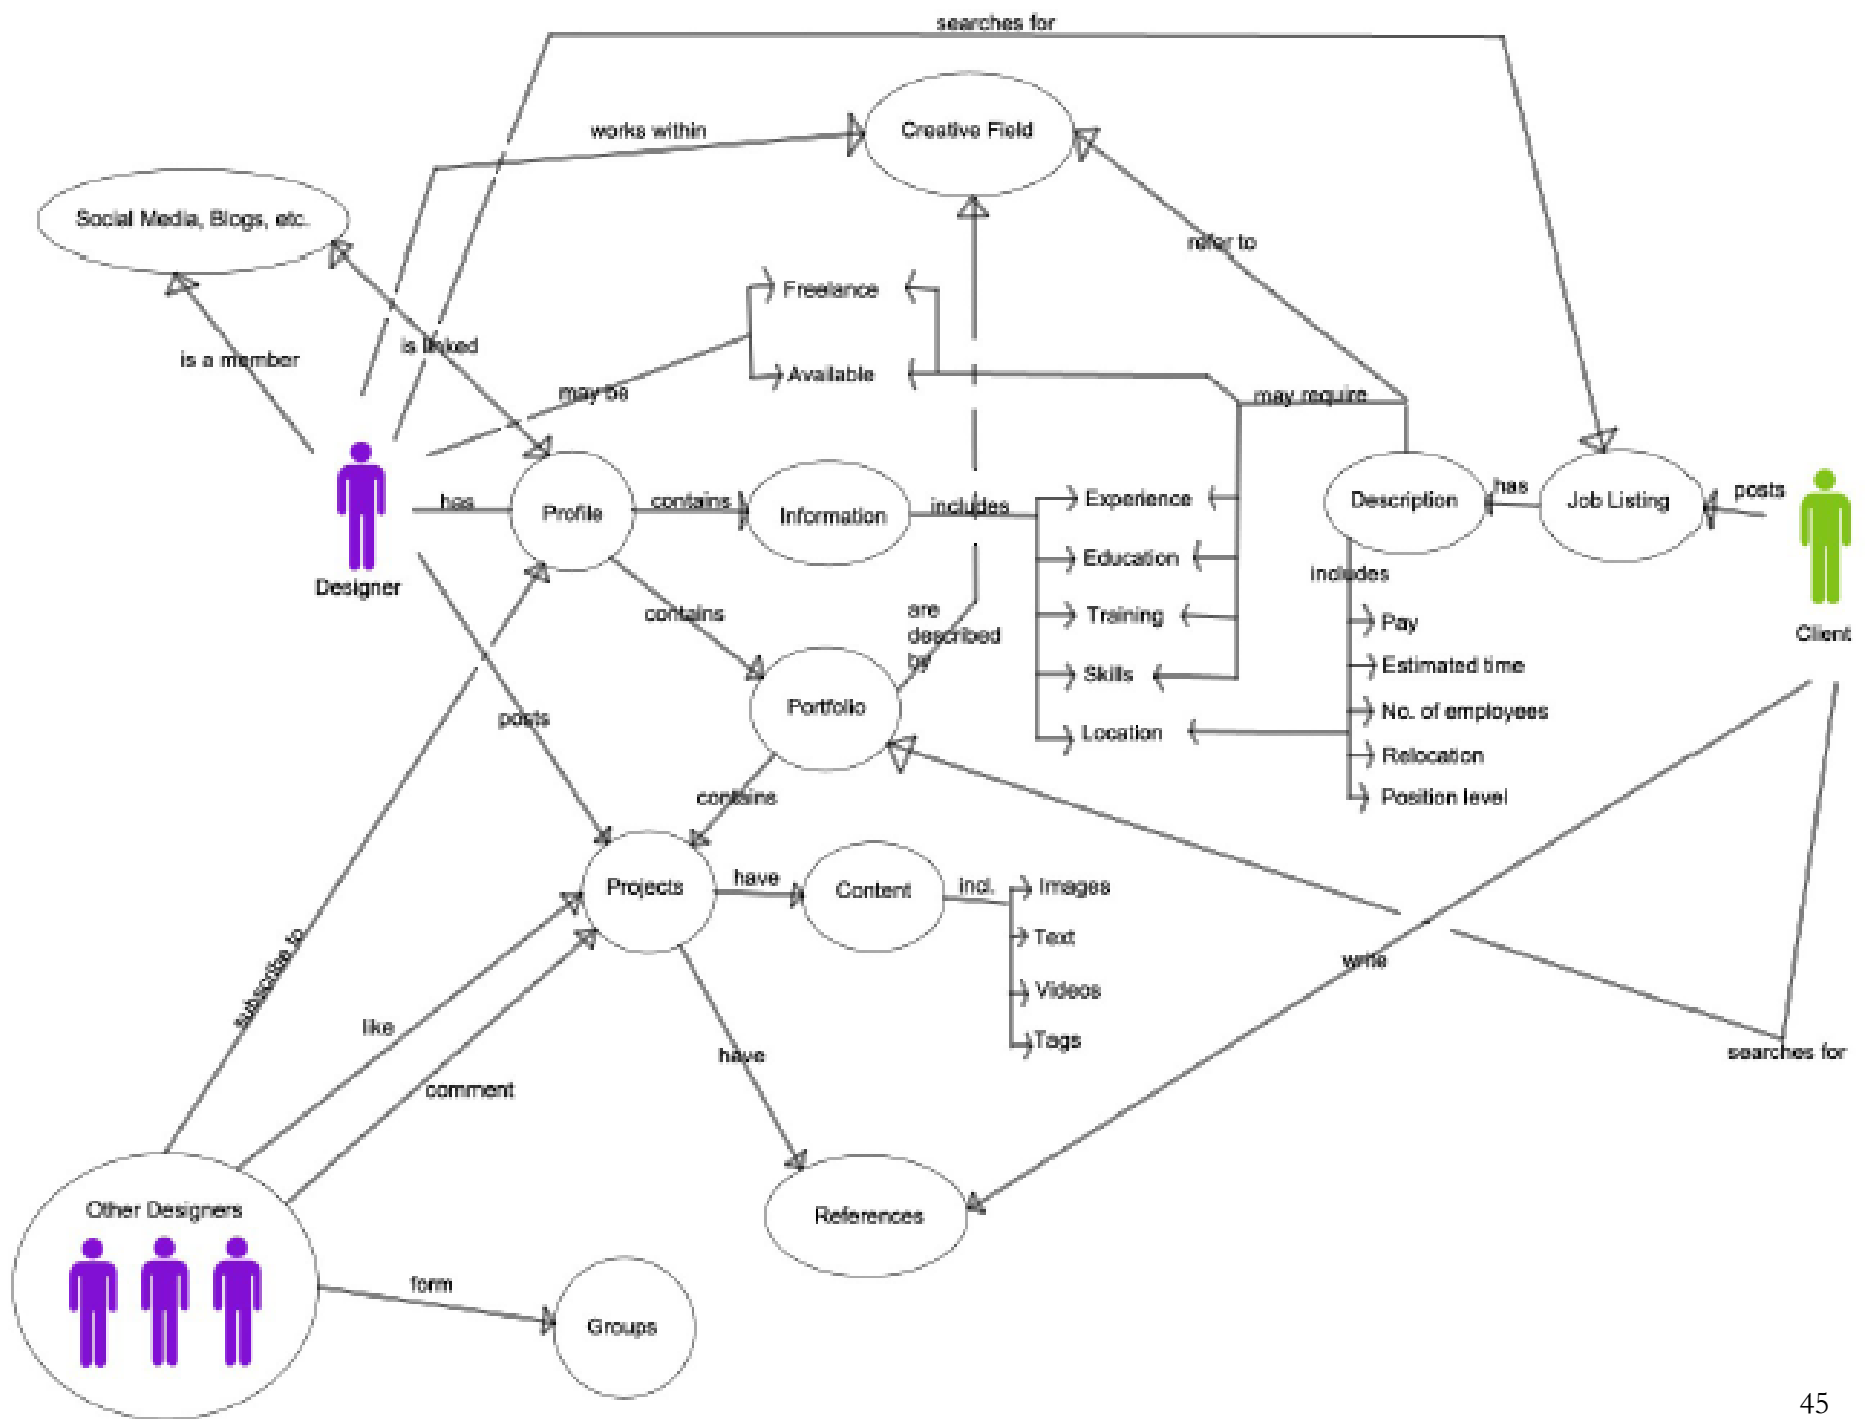 searches for
works within
Creative Field
Social Media, Blogs, etc.
refer to
Freelance
is a member
is linked
Available
may be
may require
has
Profile
contains
Information
includes
Experience
Description
has
Job Listing
posts
Education
includes
Designer
contains
are
described
by
Training
Pay
Client
Skills
Estimated time
Portfolio
posts
No. of employees
Location
Relocation
contains
Position level
Projects
have
Content
incl.
Images
Text
subscribe to
write
Videos
like
have
Tags
searches for
comment
Other Designers
References
form
Groups
45